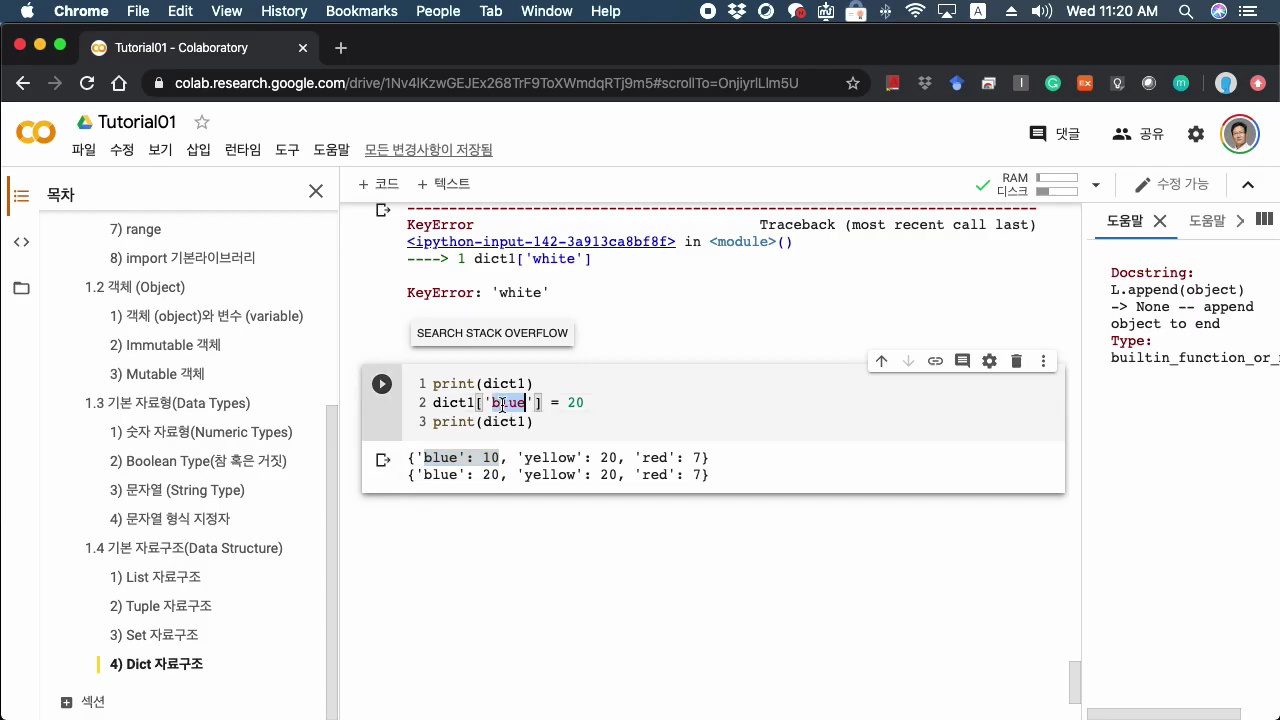 Chrome File Edit View History Bookmarks People Tab Window Help A Wed 11:20 AM
Tutorial01 - Colaboratory
colab.research.google.com/drive/1Nv4lKzwGEJEx268TrF9ToXWmdqRTj9m5#scrollTo=OnjiyrlLlm5U
Tutorial01
파일 수정 보기 삽입 런타임 도구 도움말 모든 변경사항이 저장됨
댓글 공유
목차
+ 코드 + 텍스트
RAM
디스크
수정 가능
7) range
8) import 기본라이브러리
1.2 객체 (Object)
1) 객체 (object)와 변수 (variable)
2) Immutable 객체
3) Mutable 객체
1.3 기본 자료형(Data Types)
1) 숫자 자료형(Numeric Types)
2) Boolean Type(참 혹은 거짓)
3) 문자열 (String Type)
4) 문자열 형식 지정자
1.4 기본 자료구조(Data Structure)
1) List 자료구조
2) Tuple 자료구조
3) Set 자료구조
4) Dict 자료구조
섹션
KeyError Traceback (most recent call last)
<ipython-input-142-3a913ca8bf8f> in <module>()
----> 1 dict1['white']
KeyError: 'white'
SEARCH STACK OVERFLOW
1 print(dict1)
2 dict1['blue'] = 20
3 print(dict1)
{'blue': 10, 'yellow': 20, 'red': 7}
{'blue': 20, 'yellow': 20, 'red': 7}
도움말 도움말
Docstring:
L.append(object)
-> None -- append
object to end
Type:
builtin_function_or_